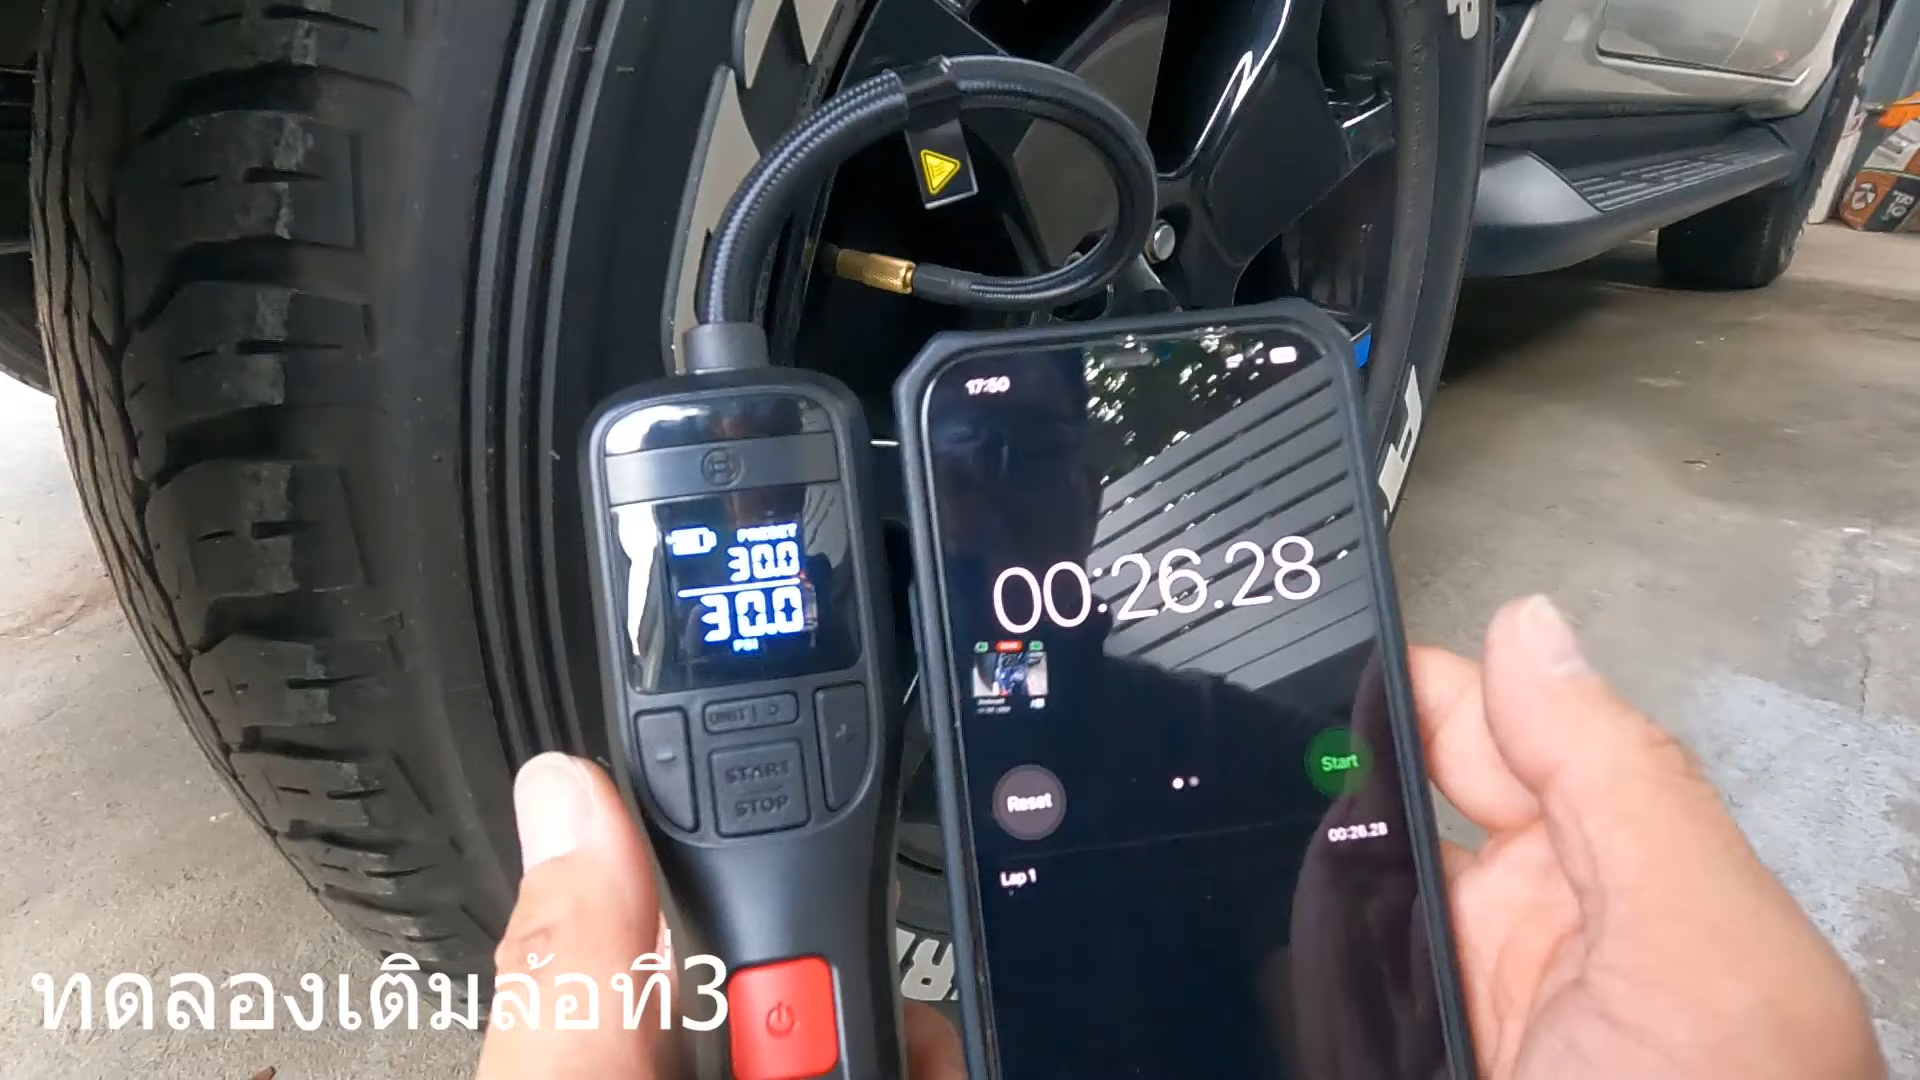 17:50
PRESET
30.0
30.0
PSI
UNIT
-
+
START
STOP
00:26.28
Reset
Start
Lap 1
00:26.28
ทดลองเติมล้อที่3